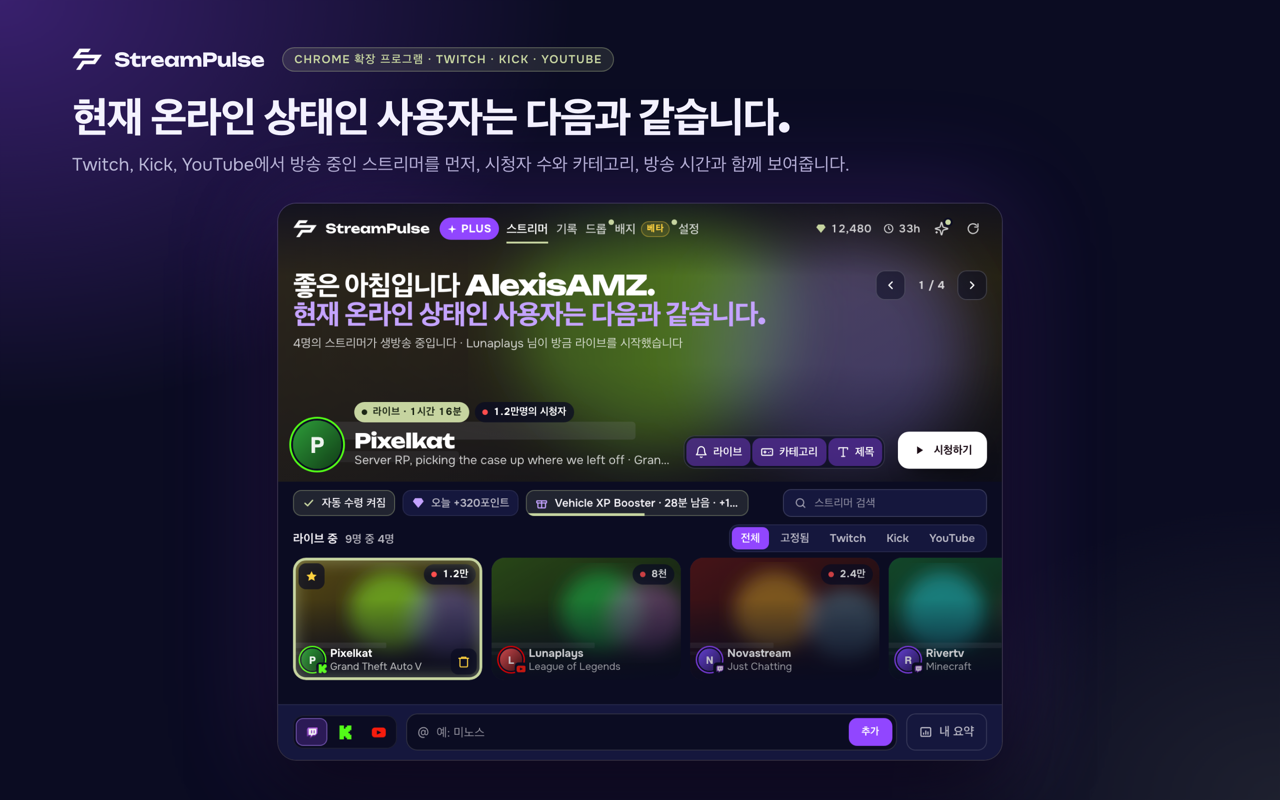 StreamPulse
CHROME 확장 프로그램 · TWITCH · KICK · YOUTUBE
현재 온라인 상태인 사용자는 다음과 같습니다.
Twitch, Kick, YouTube에서 방송 중인 스트리머를 먼저, 시청자 수와 카테고리, 방송 시간과 함께 보여줍니다.
StreamPulse PLUS 스트리머 기록 드롭 배지 베타 설정 12,480 33h
좋은 아침입니다 AlexisAMZ.
1 / 4
현재 온라인 상태인 사용자는 다음과 같습니다.
4명의 스트리머가 생방송 중입니다 · Lunaplays 님이 방금 라이브를 시작했습니다
라이브 · 1시간 16분 1.2만명의 시청자
P Pixelkat
Server RP, picking the case up where we left off · Gran...
라이브 카테고리 제목 시청하기
자동 수령 켜짐 오늘 +320포인트 Vehicle XP Booster · 28분 남음 · +1... 스트리머 검색
라이브 중 9명 중 4명 전체 고정됨 Twitch Kick YouTube
1.2만 8천 2.4만
P Pixelkat L Lunaplays N Novastream R Rivertv
Grand Theft Auto V League of Legends Just Chatting Minecraft
@ 예: 미노스 추가 내 요약